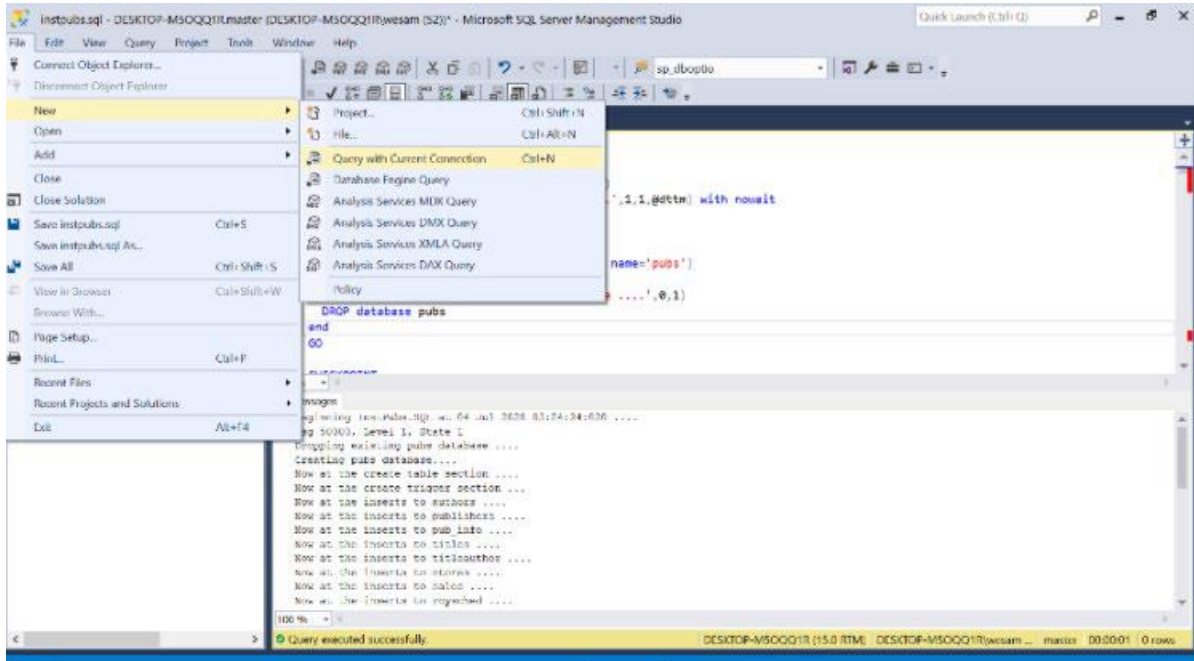 instpubs.sql - DESKTOP-M5OQQ1R.master (DESKTOP-M5OQQ1R\wesam (52))* - Microsoft SQL Server Management Studio
Quick Launch (Ctrl+Q)
File Edit View Query Project Tools Window Help
Connect Object Explorer...
sp_dboptio
Disconnect Object Explorer
New
Project... Ctrl+Shift+N
Open
File... Ctrl+Alt+N
Add
Query with Current Connection Ctrl+N
Close
Database Engine Query
Close Solution
Analysis Services MDX Query
',1,1,@dttm) with nowait
Save instpubs.sql Ctrl+S
Analysis Services DMX Query
Save instpubs.sql As...
Analysis Services XMLA Query
Save All Ctrl+Shift+S
Analysis Services DAX Query
name='pubs')
View in Browser Ctrl+Shift+W
Policy
....',0,1)
Browse With...
DROP database pubs
end
Page Setup...
GO
Print... Ctrl+P
CHECKPOINT
Recent Files
Recent Projects and Solutions
Exit Alt+F4
at 04 Jul 2020 ....
50000, Level 1, State 1
Dropping existing pubs database ....
Creating pubs database....
Now at the create table section ....
Now at the create trigger section ...
Now at the inserts to authors ....
Now at the inserts to publishers ....
Now at the inserts to pub_info ....
Now at the inserts to titles ....
Now at the inserts to titleauthor ....
Now at the inserts to stores ....
Now at the inserts to sales ....
Now at the inserts to roysched ....
100 %
Query executed successfully.
DESKTOP-M5OQQ1R (15.0 RTM) DESKTOP-M5OQQ1R\wesam ... master 00:00:01 0 rows